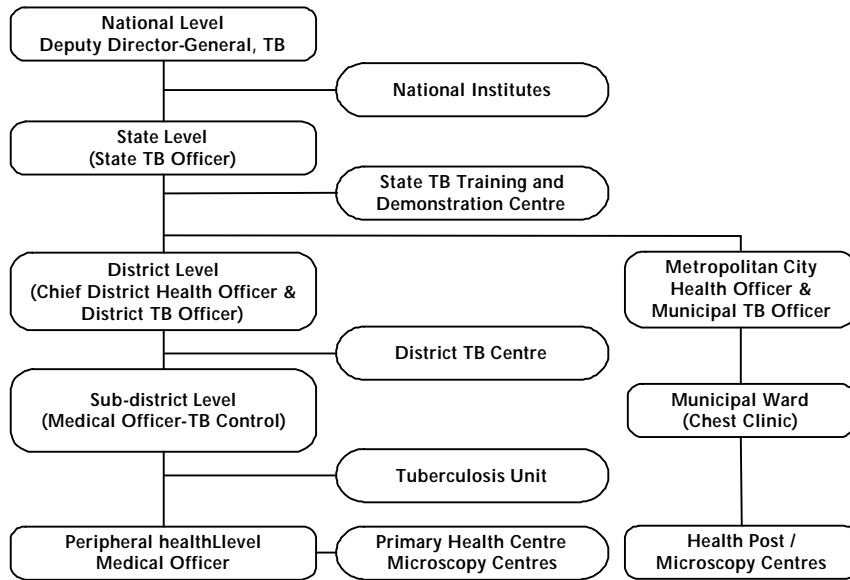 National Level
Deputy Director-General, TB
National Institutes
State Level
(State TB Officer)
State TB Training and
Demonstration Centre
District Level
(Chief District Health Officer &
District TB Officer)
Metropolitan City
Health Officer &
Municipal TB Officer
District TB Centre
Sub-district Level
(Medical Officer-TB Control)
Municipal Ward
(Chest Clinic)
Tuberculosis Unit
Peripheral healthLlevel
Medical Officer
Primary Health Centre
Microscopy Centres
Health Post /
Microscopy Centres